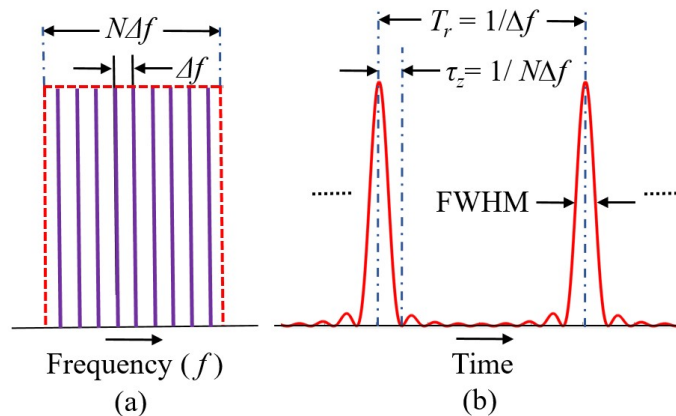 NΔf
Δf
Frequency (f)
(a)
T_r = 1/Δf
τ_z = 1/ NΔf
........
FWHM
........
Time
(b)